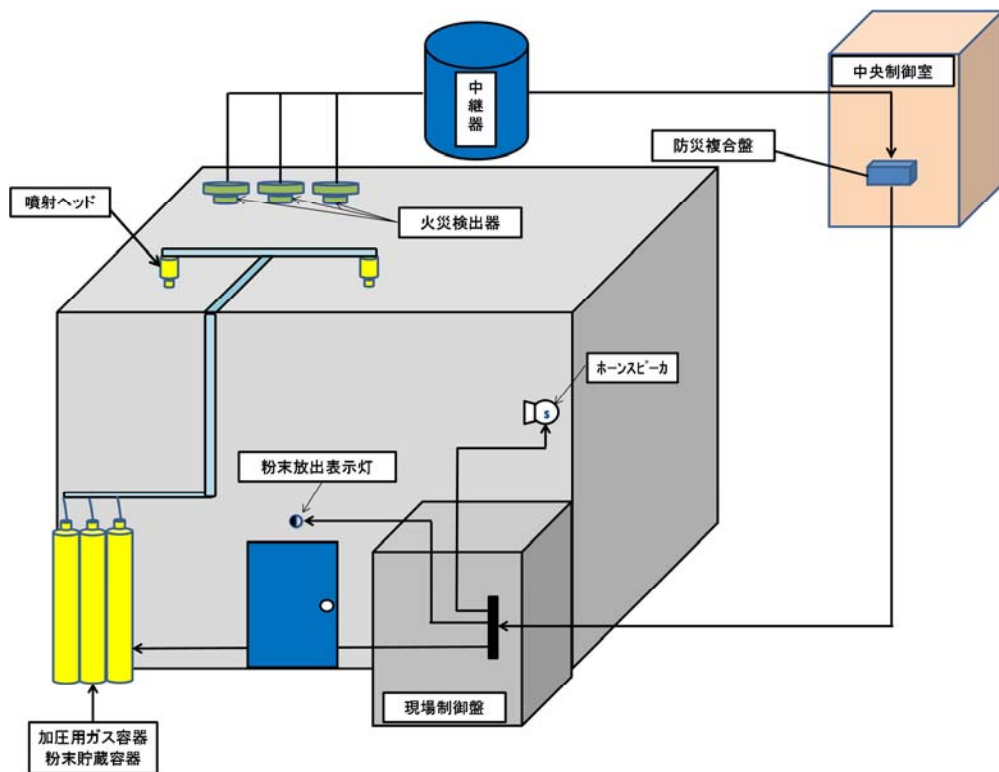 中継器
中央制御室
防災複合盤
噴射ヘッド
火災検出器
ホーンスピーカ
S
粉末放出表示灯
現場制御盤
加圧用ガス容器
粉末貯蔵容器